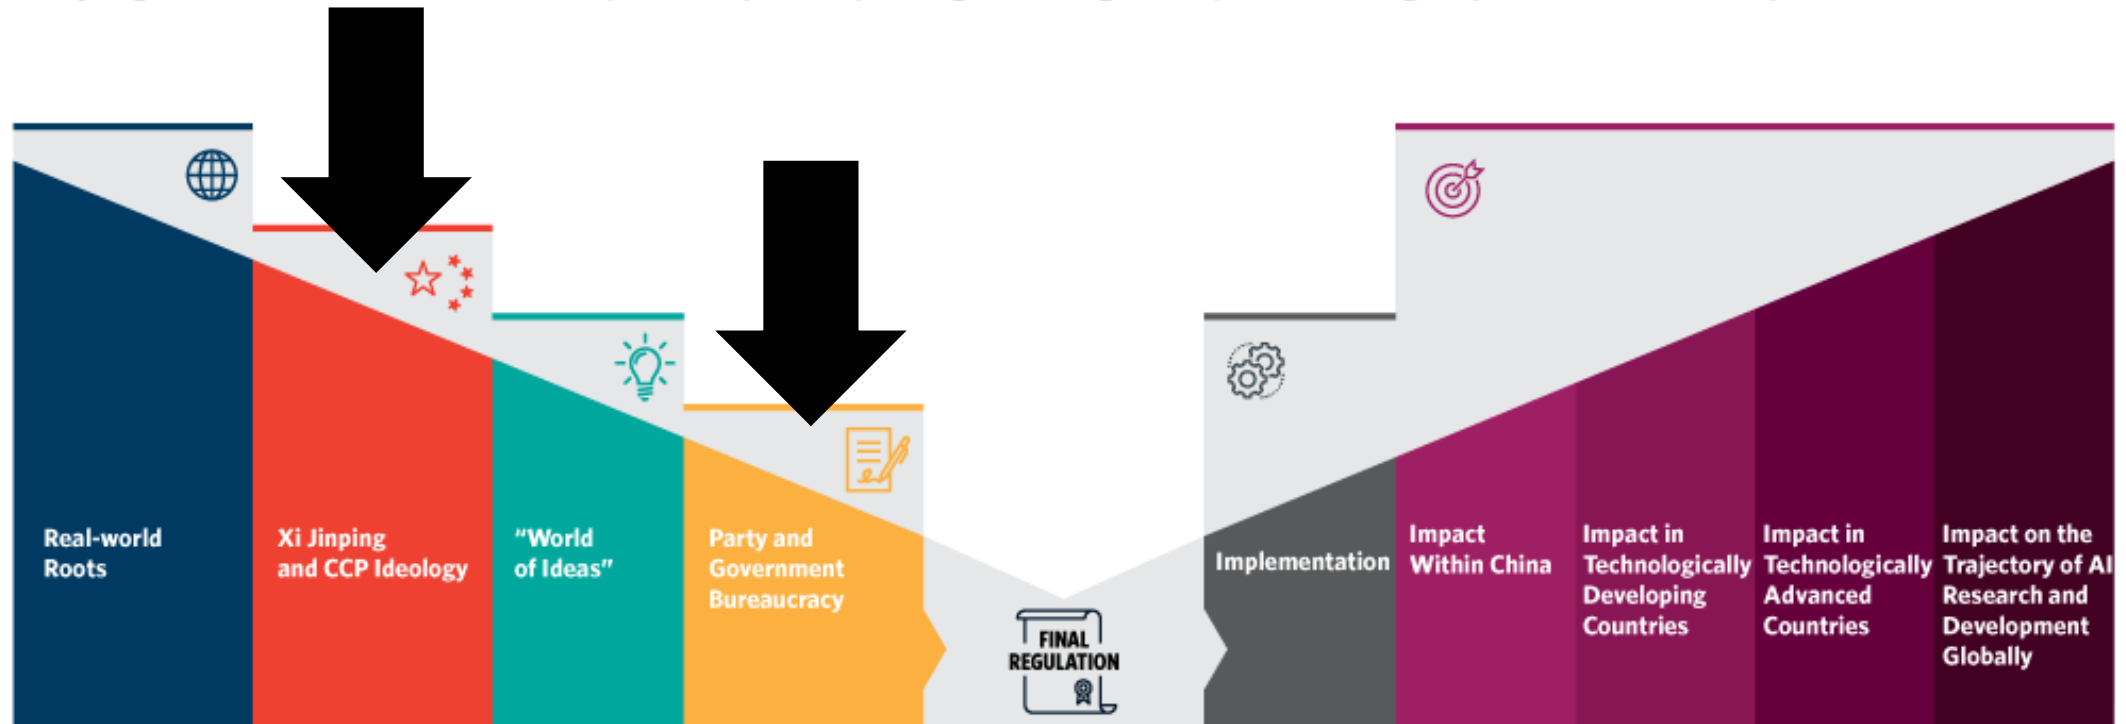 Real-world
Roots
Xi Jinping
and CCP Ideology
“World
of Ideas”
Party and
Government
Bureaucracy
FINAL
REGULATION
Implementation
Impact
Within China
Impact in
Technologically
Developing
Countries
Impact in
Technologically
Advanced
Countries
Impact on the
Trajectory of AI
Research and
Development
Globally